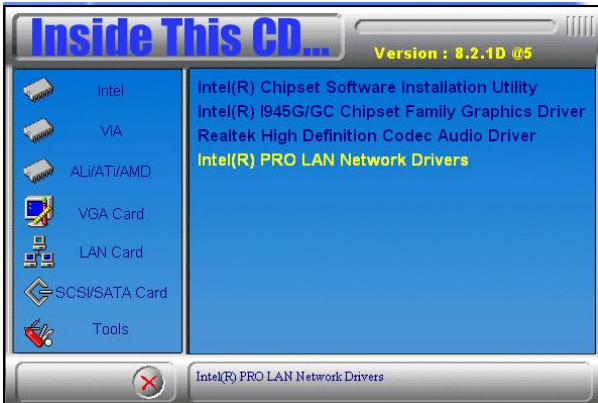 Inside This CD...
Version : 8.2.1D @5
Intel
VIA
ALi/ATi/AMD
VGA Card
LAN Card
SCSI/SATA Card
Tools
Intel(R) Chipset Software Installation Utility
Intel(R) I945G/GC Chipset Family Graphics Driver
Realtek High Definition Codec Audio Driver
Intel(R) PRO LAN Network Drivers
Intel(R) PRO LAN Network Drivers